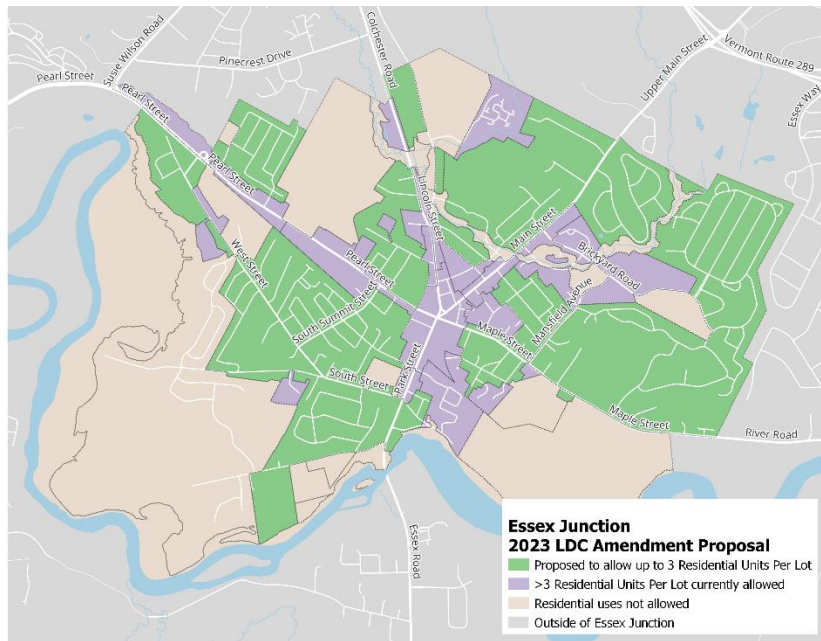 Colchester Road
Susie Wilson Road
Pinecrest Drive
Pearl Street
Pearl Street
Upper Main Street
Vermont Route 289
Essex Way
Pearl Street
Lincoln Street
Main Street
West Street
Brickyard Road
Pearl Street
South Summit Street
Mansfield Avenue
Maple Street
Park Street
South Street
Maple Street
River Road
Essex Road
Essex Junction
2023 LDC Amendment Proposal
Proposed to allow up to 3 Residential Units Per Lot
>3 Residential Units Per Lot currently allowed
Residential uses not allowed
Outside of Essex Junction